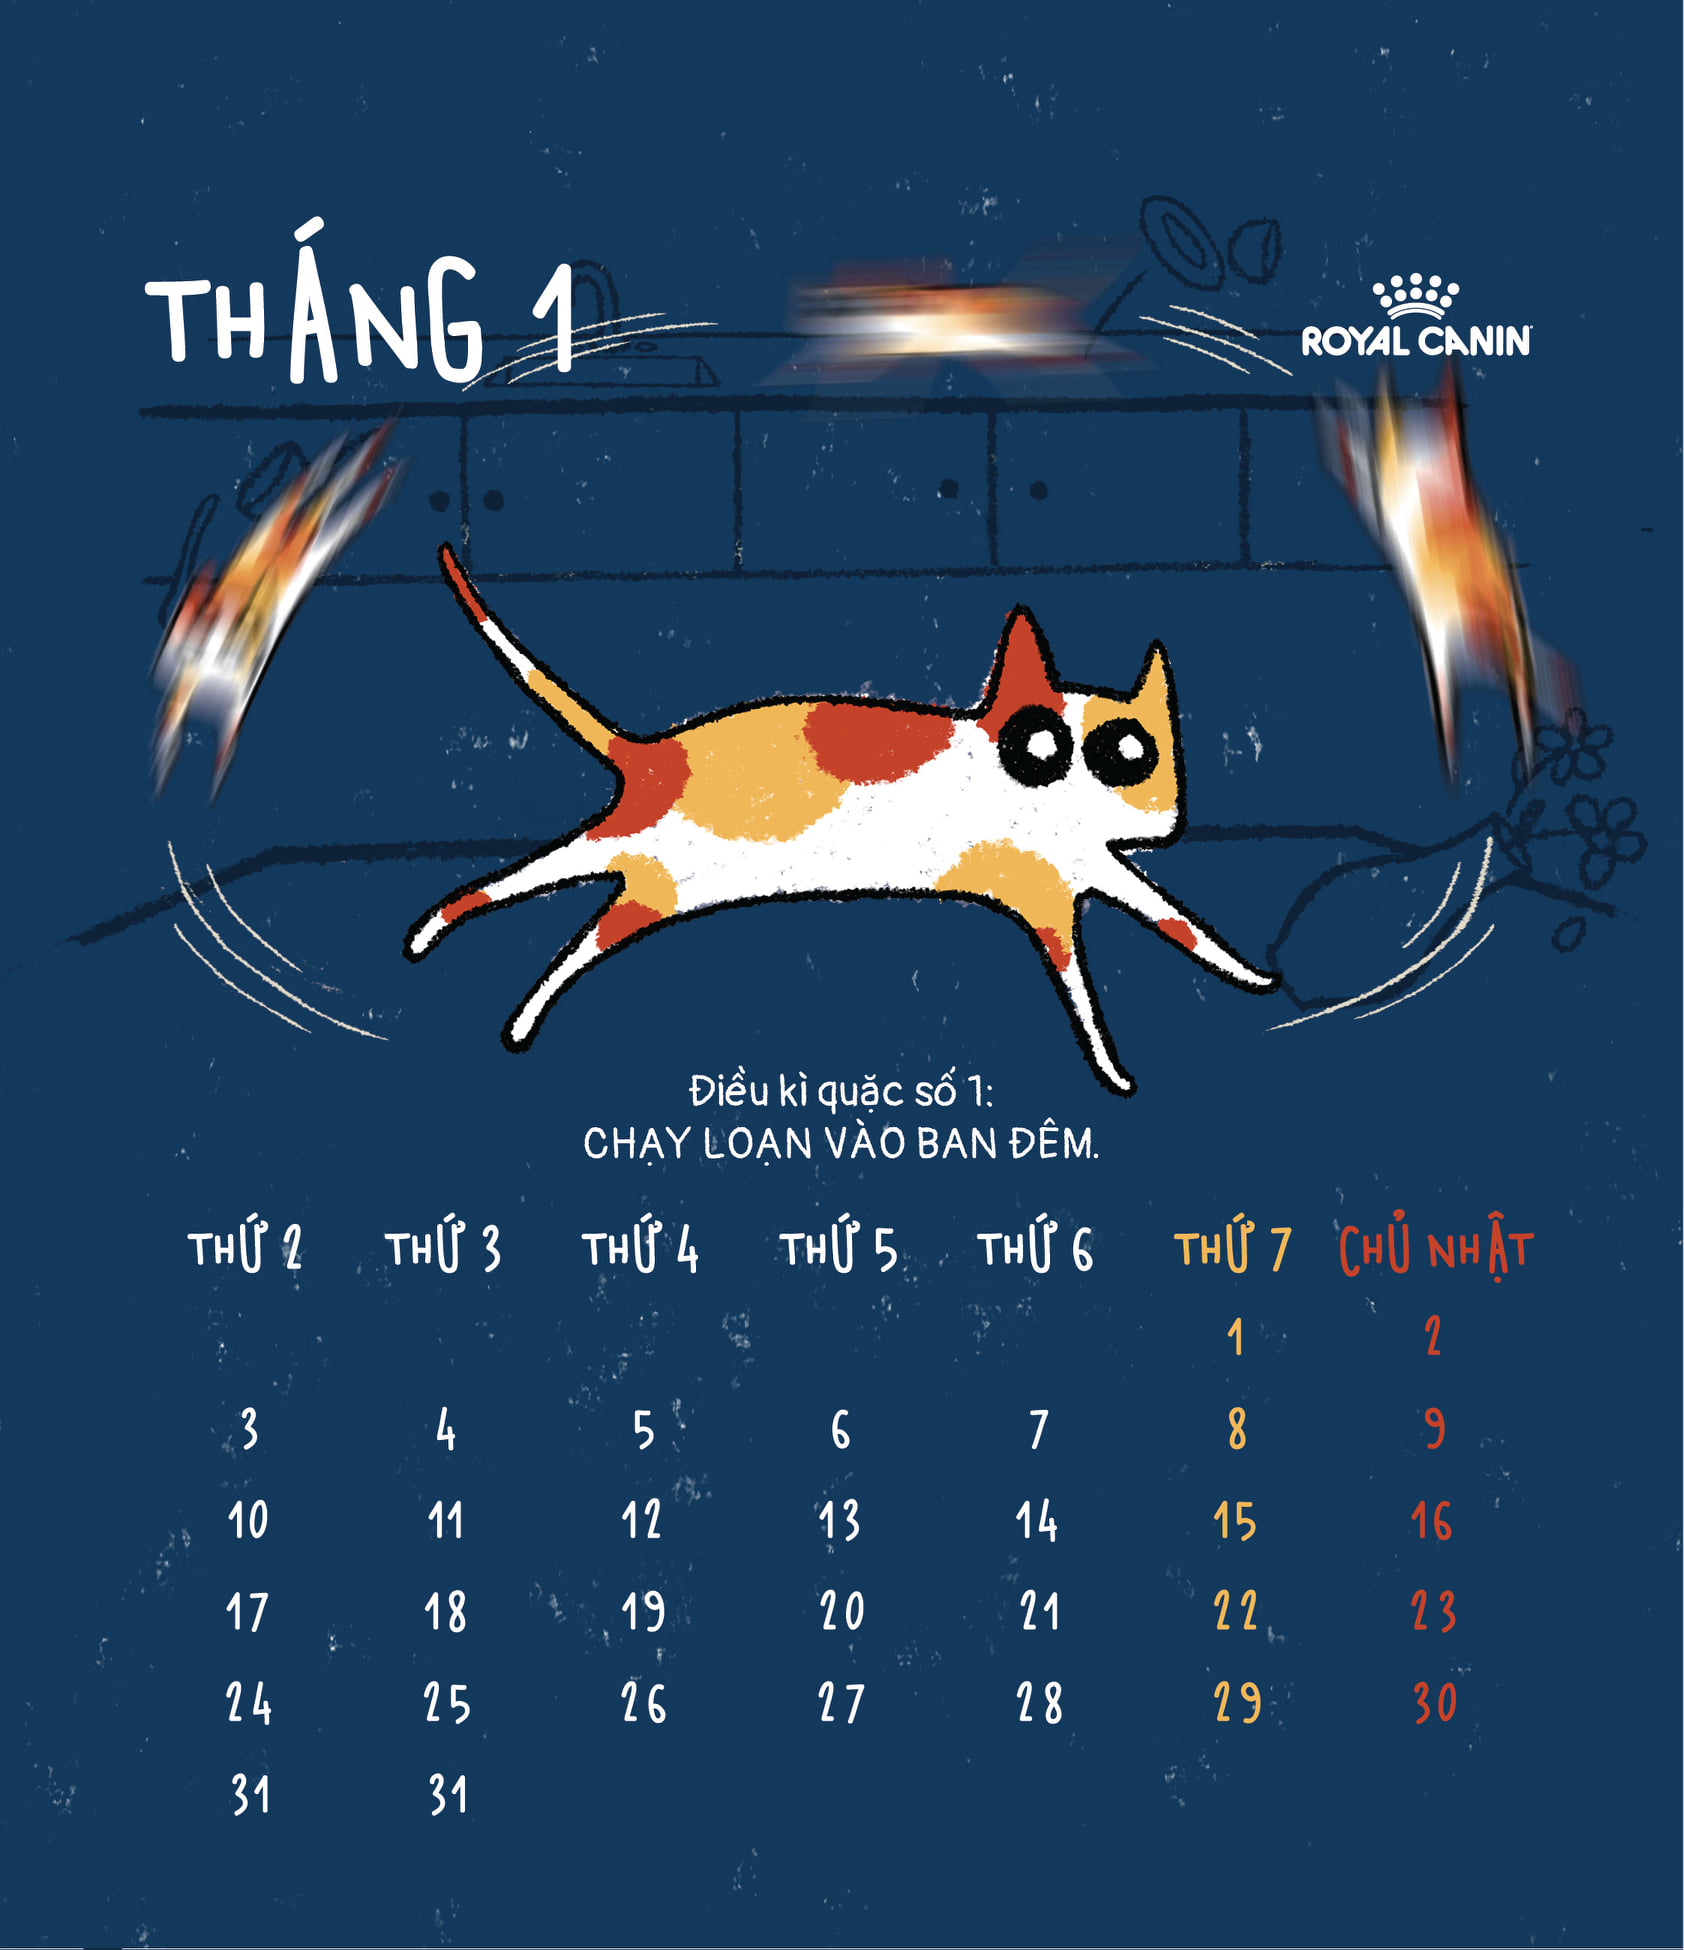 THÁNG 1
ROYAL CANIN
Điều kì quặc số 1:
CHẠY LOẠN VÀO BAN ĐÊM.
THỨ 2 THỨ 3 THỨ 4 THỨ 5 THỨ 6 THỨ 7 CHỦ NHẬT
1 2
3 4 5 6 7 8 9
10 11 12 13 14 15 16
17 18 19 20 21 22 23
24 25 26 27 28 29 30
31 31